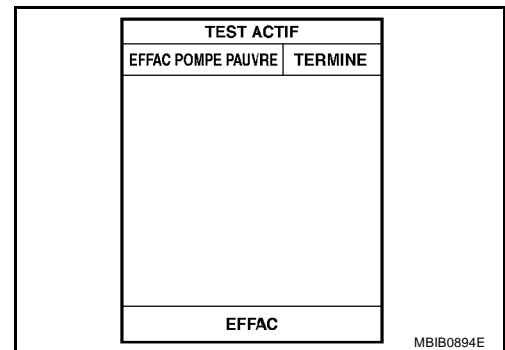 TEST ACTIF
EFFAC POMPE PAUVRE TERMINE
EFFAC
MBIB0894E